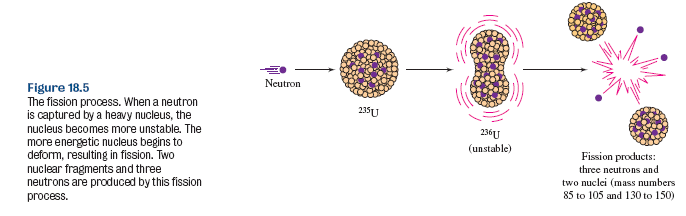 Figure 18.5
The fission process. When a neutron
is captured by a heavy nucleus, the
nucleus becomes more unstable. The
more energetic nucleus begins to
deform, resulting in fission. Two
nuclear fragments and three
neutrons are produced by this fission
process.
Neutron
²³⁵U
²³⁶U
(unstable)
Fission products:
three neutrons and
two nuclei (mass numbers
85 to 105 and 130 to 150)